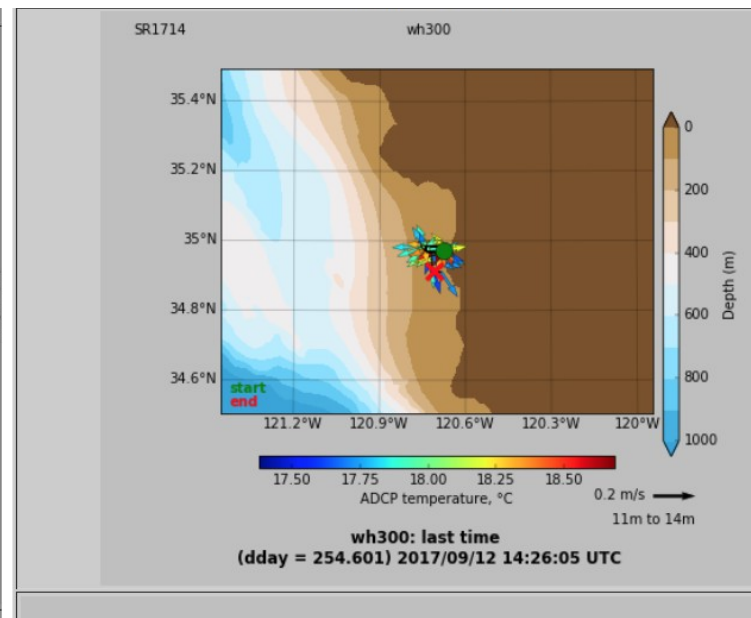 SR1714 wh300
35.4°N
35.2°N
35°N
34.8°N
34.6°N
start
end
121.2°W 120.9°W 120.6°W 120.3°W 120°W
0
200
400
600
800
1000
Depth (m)
17.50 17.75 18.00 18.25 18.50
ADCP temperature, °C
0.2 m/s
11m to 14m
wh300: last time
(dday = 254.601) 2017/09/12 14:26:05 UTC